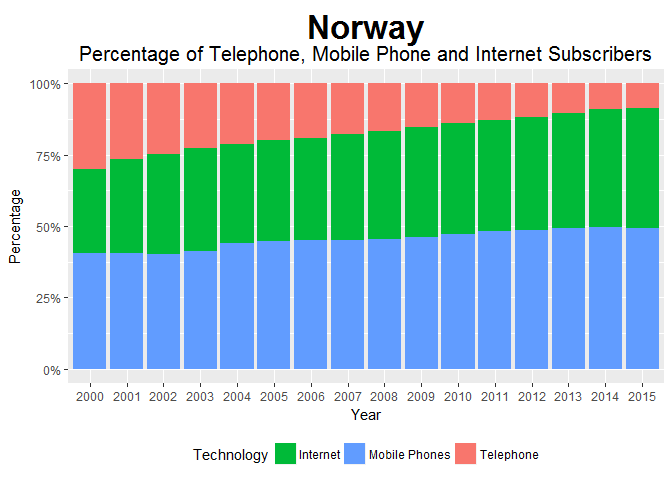 Norway
Percentage of Telephone, Mobile Phone and Internet Subscribers
100%
75%
50%
25%
0%
Percentage
2000 2001 2002 2003 2004 2005 2006 2007 2008 2009 2010 2011 2012 2013 2014 2015
Year
Technology Internet Mobile Phones Telephone